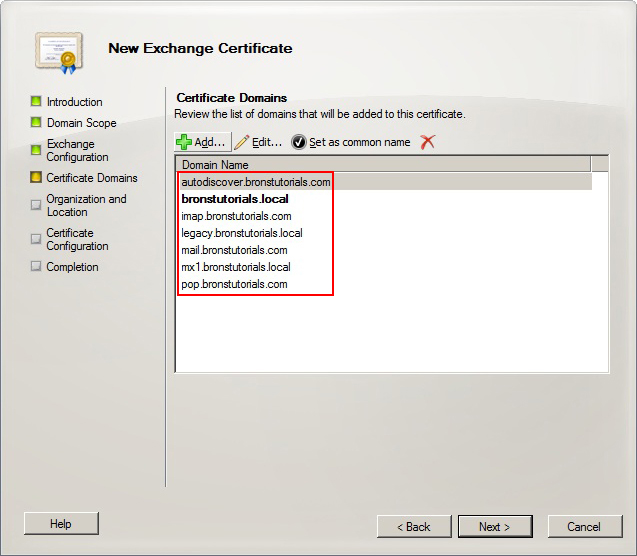 New Exchange Certificate
Introduction
Domain Scope
Exchange
Configuration
Certificate Domains
Organization and
Location
Certificate
Configuration
Completion
Certificate Domains
Review the list of domains that will be added to this certificate.
Add... Edit... Set as common name
Domain Name
autodiscover.bronstutorials.com
bronstutorials.local
imap.bronstutorials.com
legacy.bronstutorials.local
mail.bronstutorials.com
mx1.bronstutorials.local
pop.bronstutorials.com
Help < Back Next > Cancel